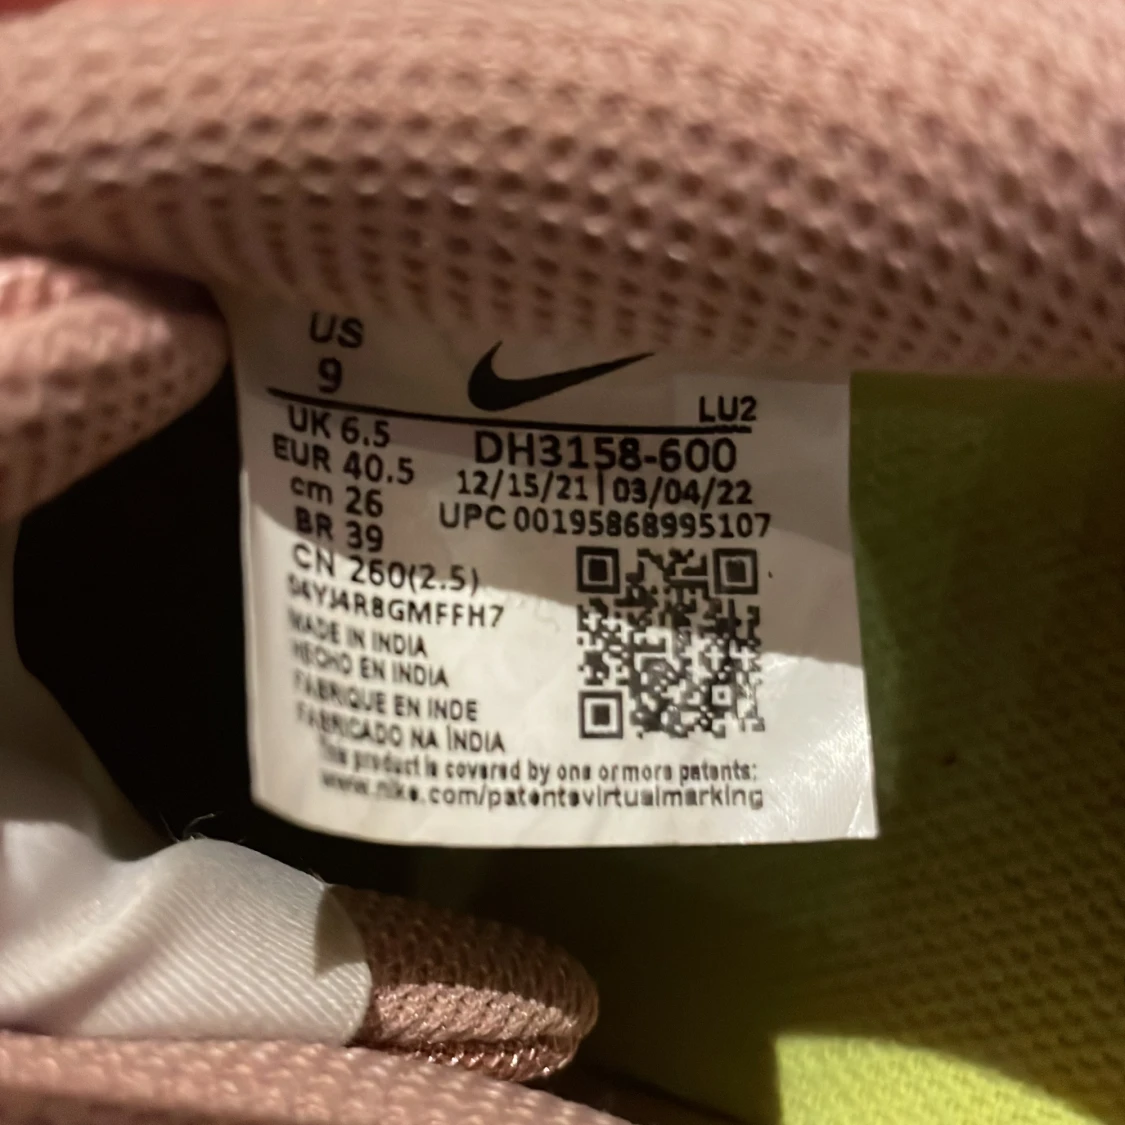 US
9
LU2
UK 6.5
EUR 40.5
cm 26
BR 39
CN 260(2.5)
DH3158-600
12/15/21|03/04/22
UPC 00195868995107
04YJ4R8GMFFH7
MADE IN INDIA
HECHO EN INDIA
FABRIQUE EN INDE
FABRICADO NA ÍNDIA
This product is covered by one or more patents:
www.nike.com/patentsvirtualmarking